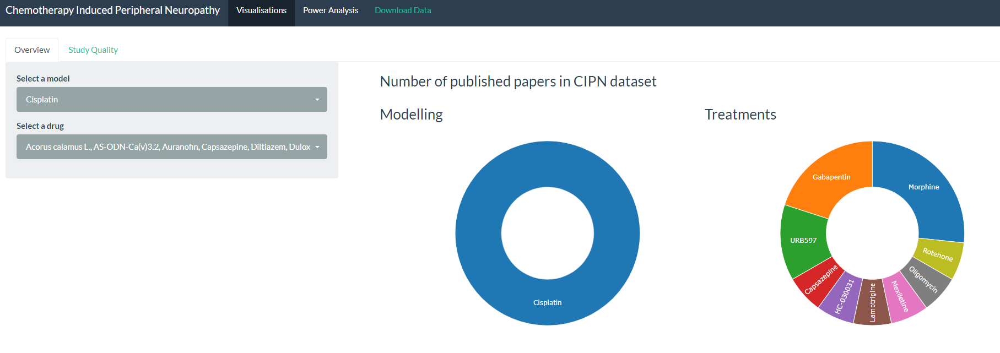 Chemotherapy Induced Peripheral Neuropathy Visualisations Power Analysis Download Data
Overview Study Quality
Select a model
Cisplatin
Select a drug
Acorus calamus L., AS-ODN-Ca(v)3.2, Auranofin, Capsazepine, Diltiazem, Dulox
Number of published papers in CIPN dataset
Modelling
Cisplatin
Treatments
Morphine
Gabapentin
URB597
Capsazepine
HC-030031
Lamotrigine
Mexiletine
Oligomycin
Rotenone